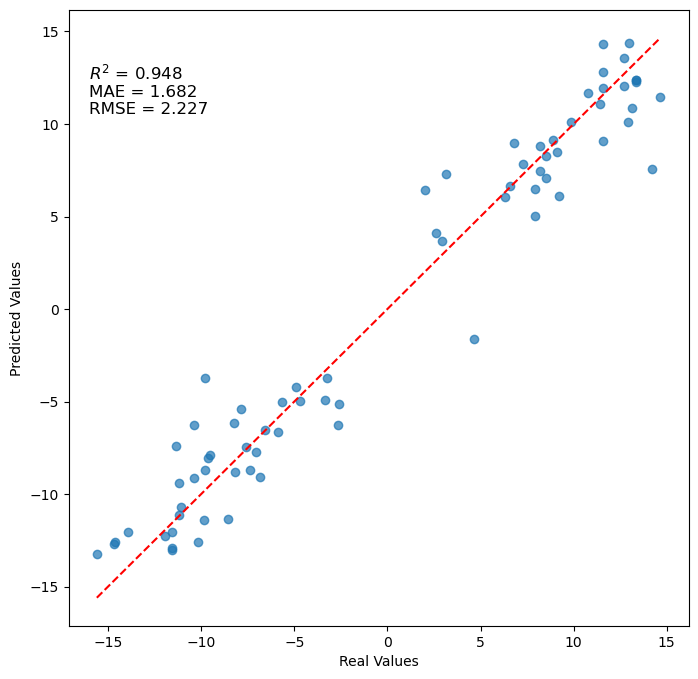 R² = 0.948
MAE = 1.682
RMSE = 2.227
15
10
5
0
−5
−10
−15
Predicted Values
−15 −10 −5 0 5 10 15
Real Values